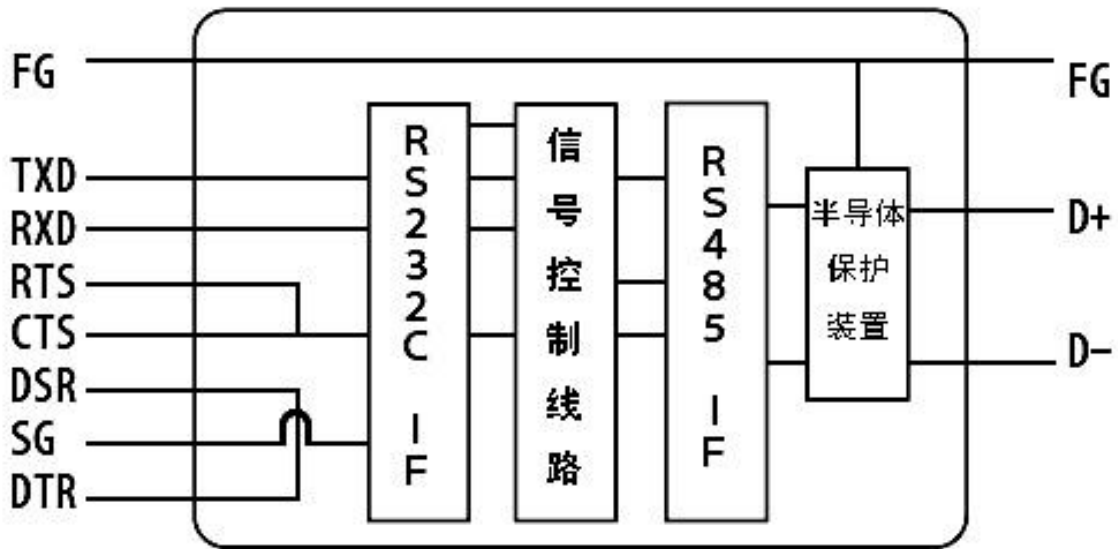 FG
TXD
RXD
RTS
CTS
DSR
SG
DTR
RS232C IF
信号控制线路
RS485 IF
半导体
保护
装置
FG
D+
D-